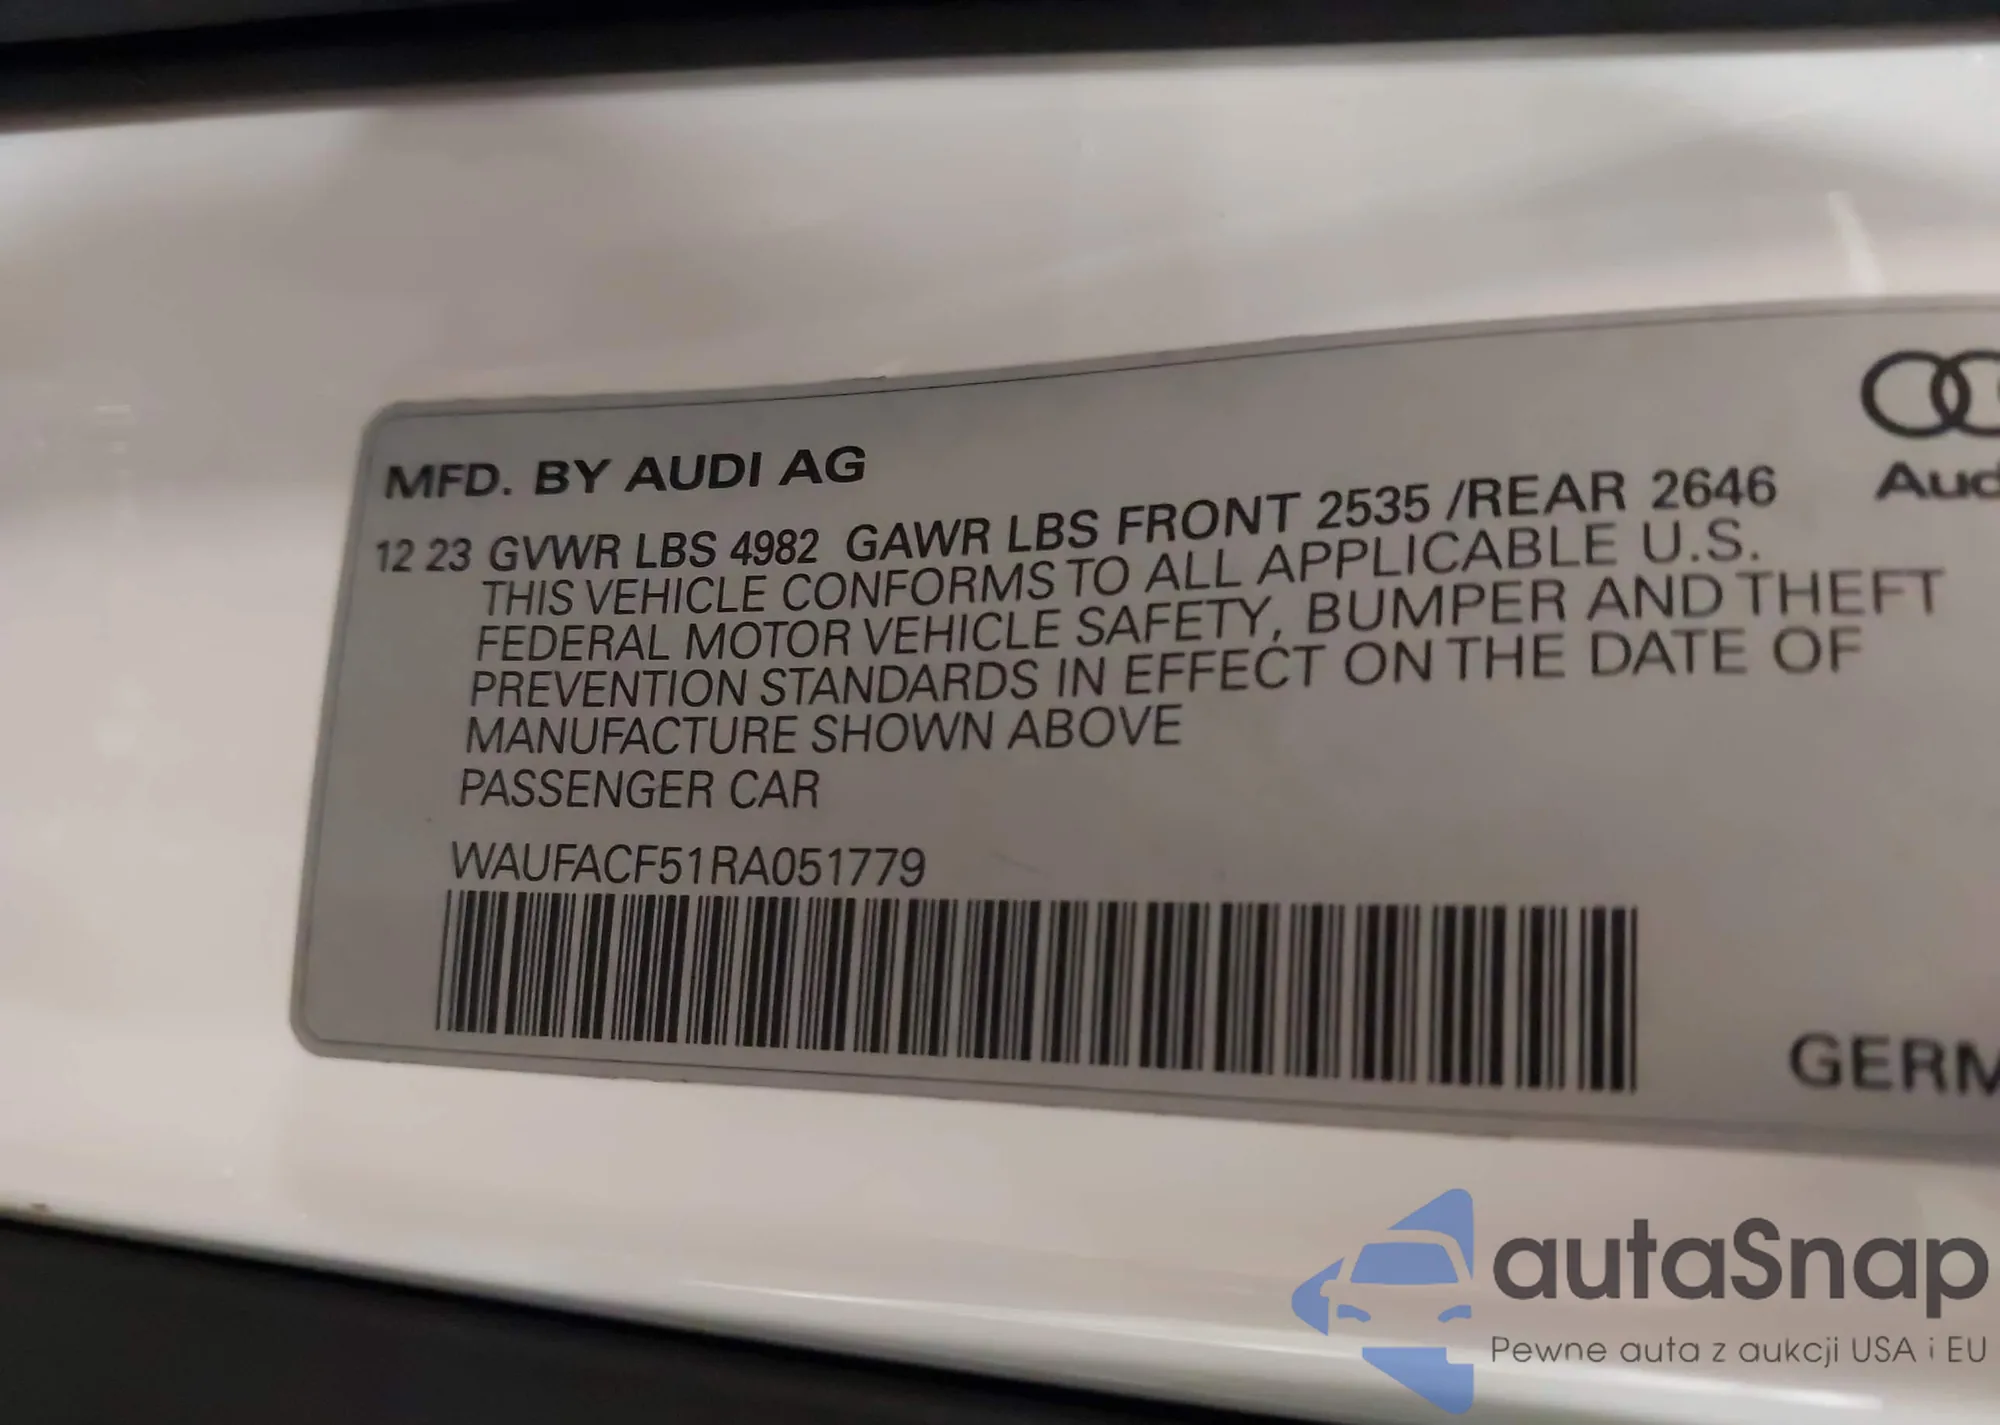 MFD. BY AUDI AG
Aud
12 23 GVWR LBS 4982 GAWR LBS FRONT 2535 /REAR 2646
THIS VEHICLE CONFORMS TO ALL APPLICABLE U.S.
FEDERAL MOTOR VEHICLE SAFETY, BUMPER AND THEFT
PREVENTION STANDARDS IN EFFECT ON THE DATE OF
MANUFACTURE SHOWN ABOVE
PASSENGER CAR
WAUFACF51RA051779
GERM
autaSnap
Pewne auta z aukcji USA i EU